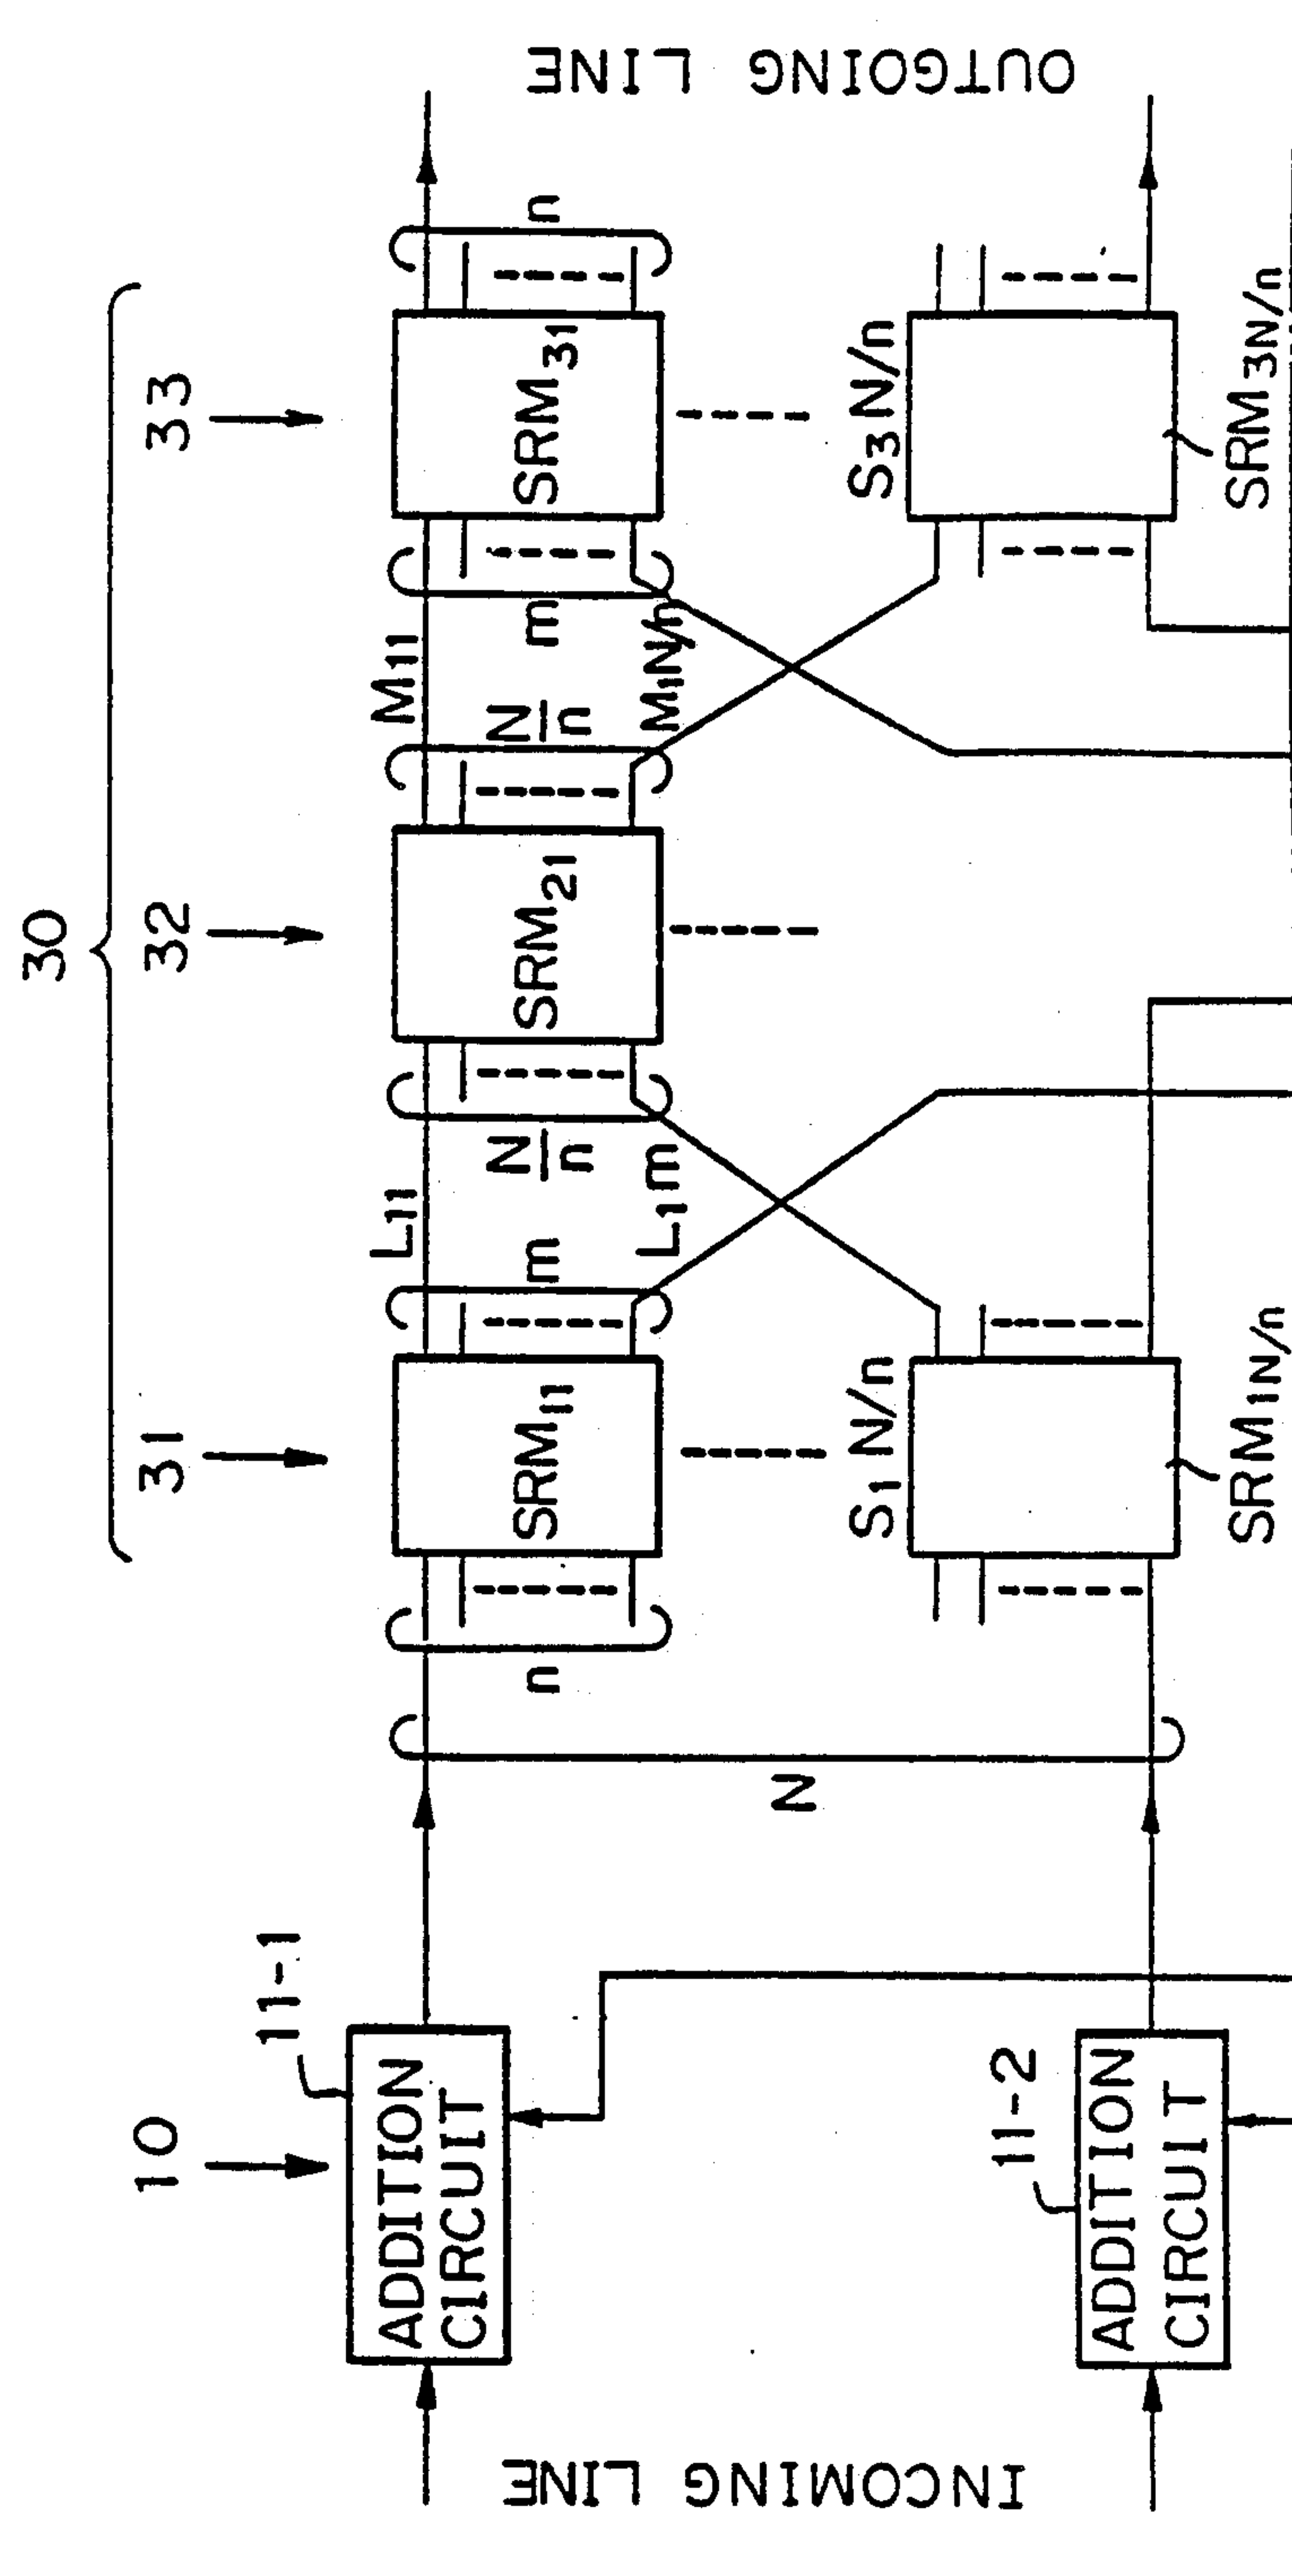 30
31
32
33
10
11-1
ADDITION
CIRCUIT
11-2
ADDITION
CIRCUIT
INCOMING LINE
N
n
SRM11
m
L11
L1m
N/n
SRM21
N/n
M11
M1N/n
m
SRM31
n
S1 N/n
SRM1N/n
S3 N/n
SRM3N/n
OUTGOING LINE